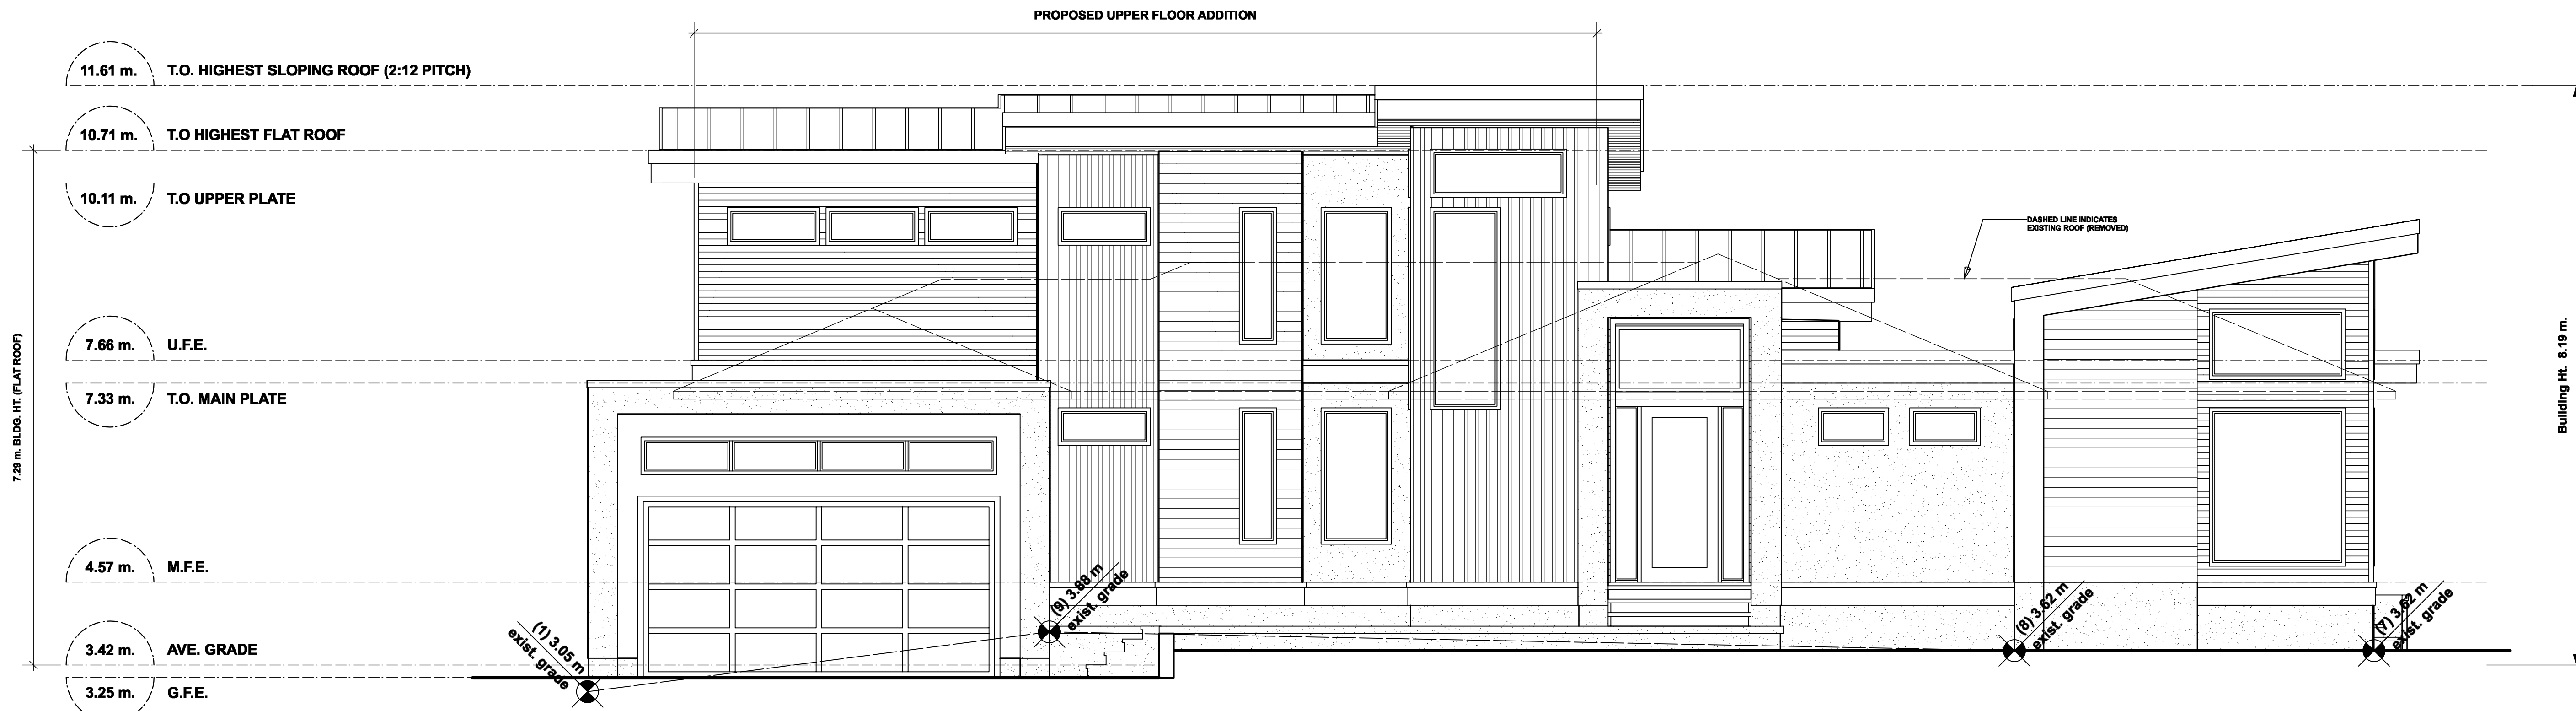 PROPOSED UPPER FLOOR ADDITION
11.61 m. T.O. HIGHEST SLOPING ROOF (2:12 PITCH)
10.71 m. T.O HIGHEST FLAT ROOF
10.11 m. T.O UPPER PLATE
DASHED LINE INDICATES
EXISTING ROOF (REMOVED)
7.66 m. U.F.E.
7.33 m. T.O. MAIN PLATE
7.29 m. BLDG. HT. (FLAT ROOF)
Building Ht. 8.19 m.
4.57 m. M.F.E.
3.42 m. AVE. GRADE
3.25 m. G.F.E.
(1) 3.05 m
exist. grade
(9) 3.88 m
exist. grade
(8) 3.62 m
exist. grade
(7) 3.62 m
exist. grade